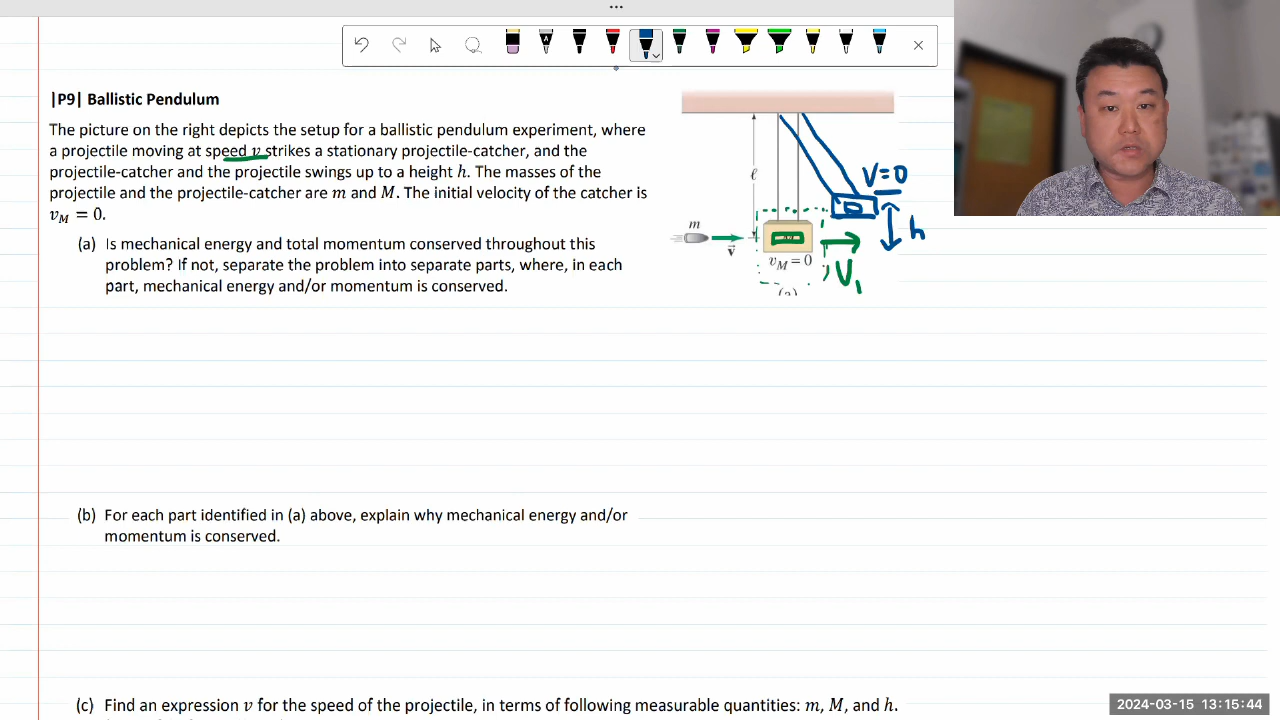 |P9| Ballistic Pendulum
The picture on the right depicts the setup for a ballistic pendulum experiment, where
a projectile moving at speed v strikes a stationary projectile-catcher, and the
projectile-catcher and the projectile swings up to a height h. The masses of the
projectile and the projectile-catcher are m and M. The initial velocity of the catcher is
v_M = 0.
(a) Is mechanical energy and total momentum conserved throughout this
problem? If not, separate the problem into separate parts, where, in each
part, mechanical energy and/or momentum is conserved.
ℓ
V=0
h
m
v⃗
v_M = 0
V₁
(b) For each part identified in (a) above, explain why mechanical energy and/or
momentum is conserved.
(c) Find an expression v for the speed of the projectile, in terms of following measurable quantities: m, M, and h.
2024-03-15 13:15:44